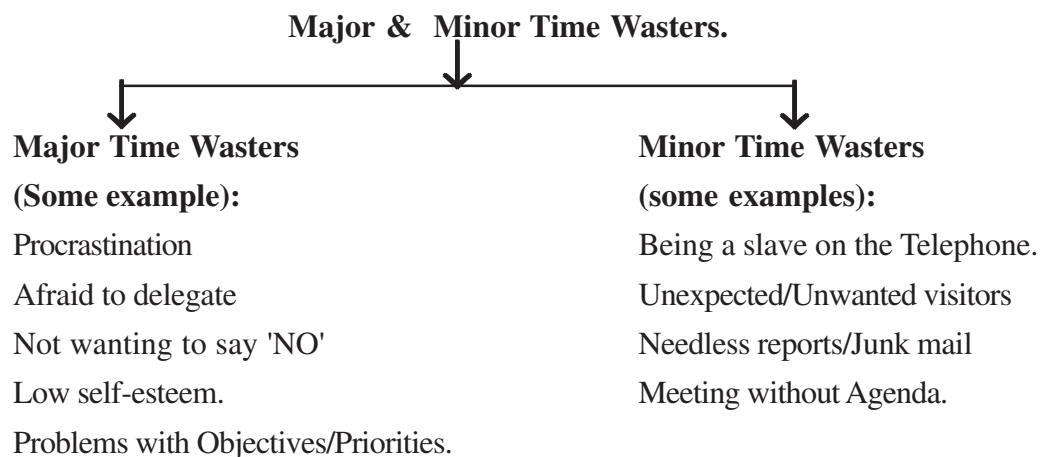 Major & Minor Time Wasters.
Major Time Wasters
(Some example):
Procrastination
Afraid to delegate
Not wanting to say 'NO'
Low self-esteem.
Problems with Objectives/Priorities.
Minor Time Wasters
(some examples):
Being a slave on the Telephone.
Unexpected/Unwanted visitors
Needless reports/Junk mail
Meeting without Agenda.